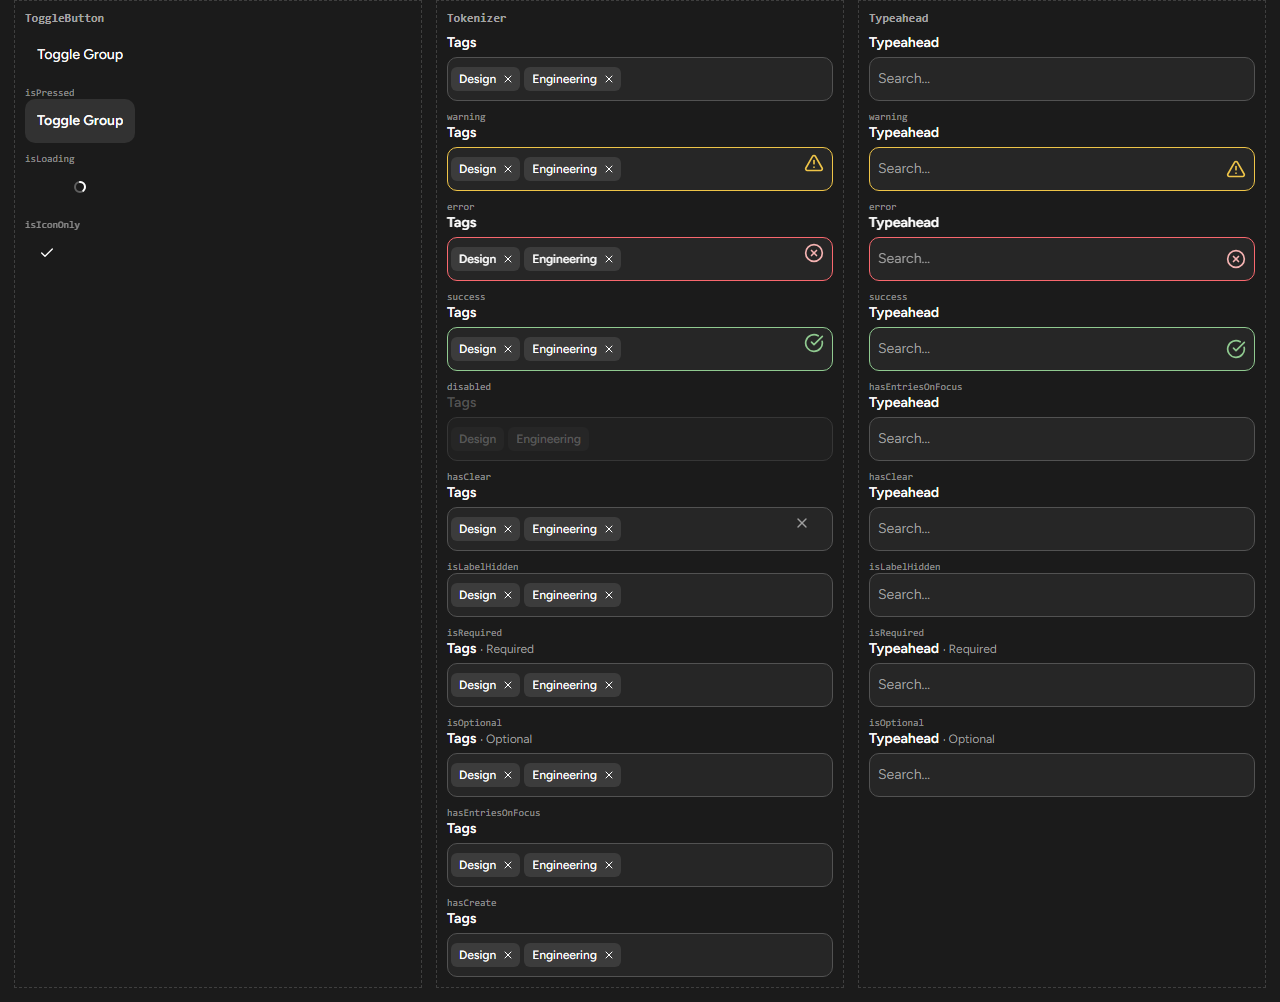 ToggleButton
Toggle Group
isPressed
Toggle Group
isLoading
isIconOnly
Tokenizer
Tags
Design Engineering
warning
Tags
Design Engineering
error
Tags
Design Engineering
success
Tags
Design Engineering
disabled
Tags
Design Engineering
hasClear
Tags
Design Engineering
isLabelHidden
Design Engineering
isRequired
Tags · Required
Design Engineering
isOptional
Tags · Optional
Design Engineering
hasEntriesOnFocus
Tags
Design Engineering
hasCreate
Tags
Design Engineering
Typeahead
Typeahead
Search...
warning
Typeahead
Search...
error
Typeahead
Search...
success
Typeahead
Search...
hasEntriesOnFocus
Typeahead
Search...
hasClear
Typeahead
Search...
isLabelHidden
Search...
isRequired
Typeahead · Required
Search...
isOptional
Typeahead · Optional
Search...